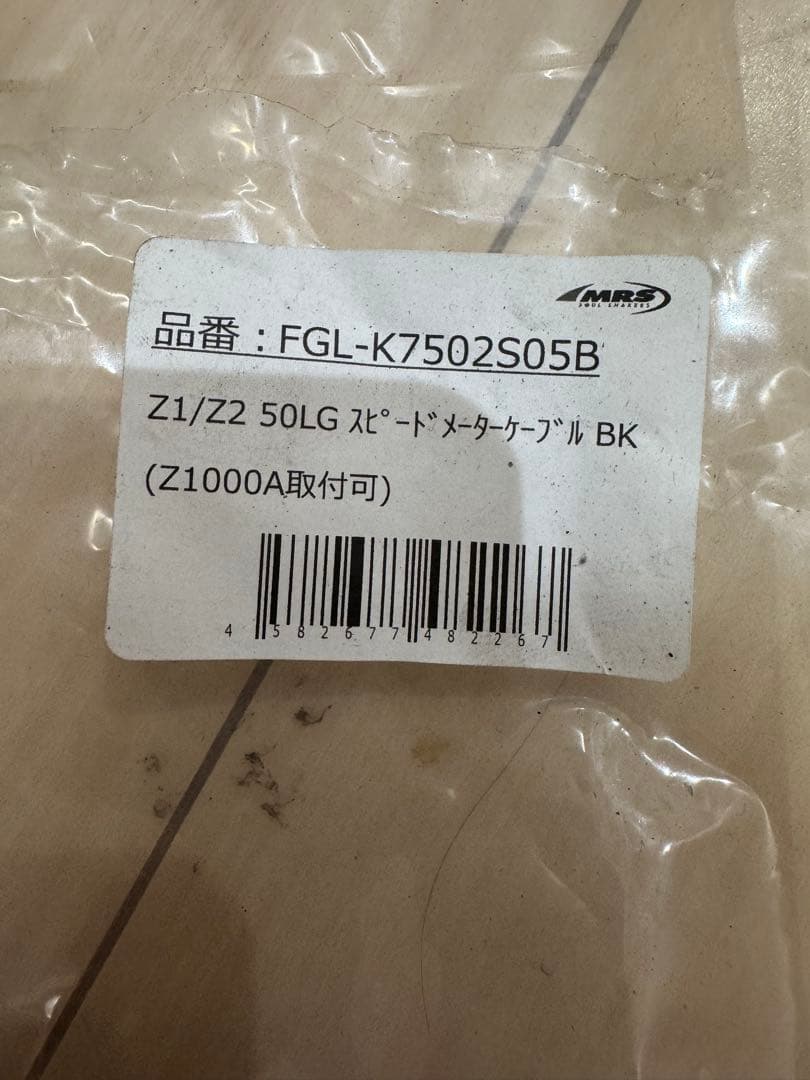 MRS
SOUL SHAKERS
品番：FGL-K7502S05B
Z1/Z2 50LG ｽﾋﾟｰﾄﾞﾒｰﾀｰｹｰﾌﾞﾙ BK
(Z1000A取付可)
4 582677 482267